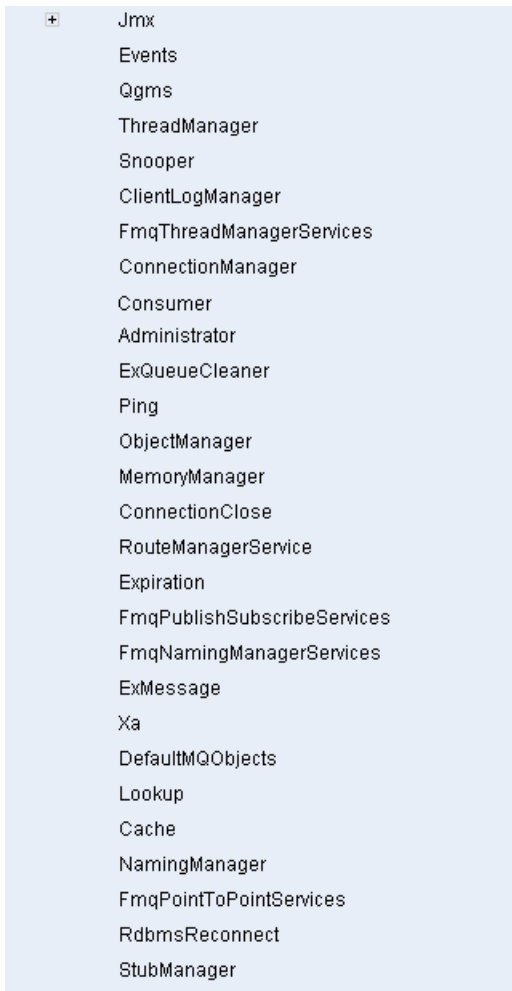 Jmx
Events
Qgms
ThreadManager
Snooper
ClientLogManager
FmqThreadManagerServices
ConnectionManager
Consumer
Administrator
ExQueueCleaner
Ping
ObjectManager
MemoryManager
ConnectionClose
RouteManagerService
Expiration
FmqPublishSubscribeServices
FmqNamingManagerServices
ExMessage
Xa
DefaultMQObjects
Lookup
Cache
NamingManager
FmqPointToPointServices
RdbmsReconnect
StubManager